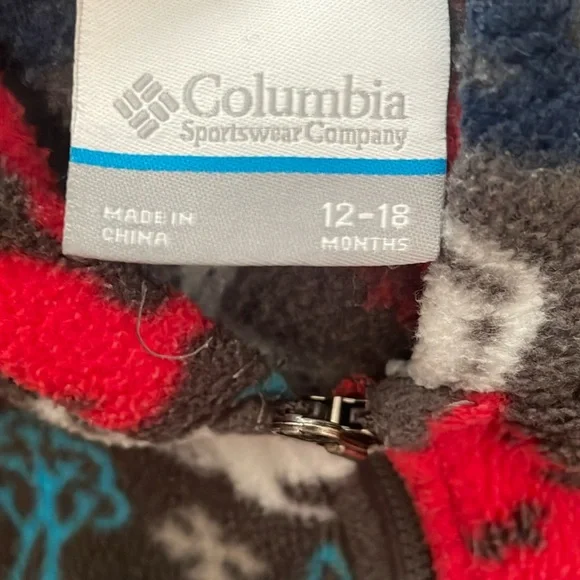 Columbia
Sportswear Company
MADE IN
CHINA
12-18
MONTHS